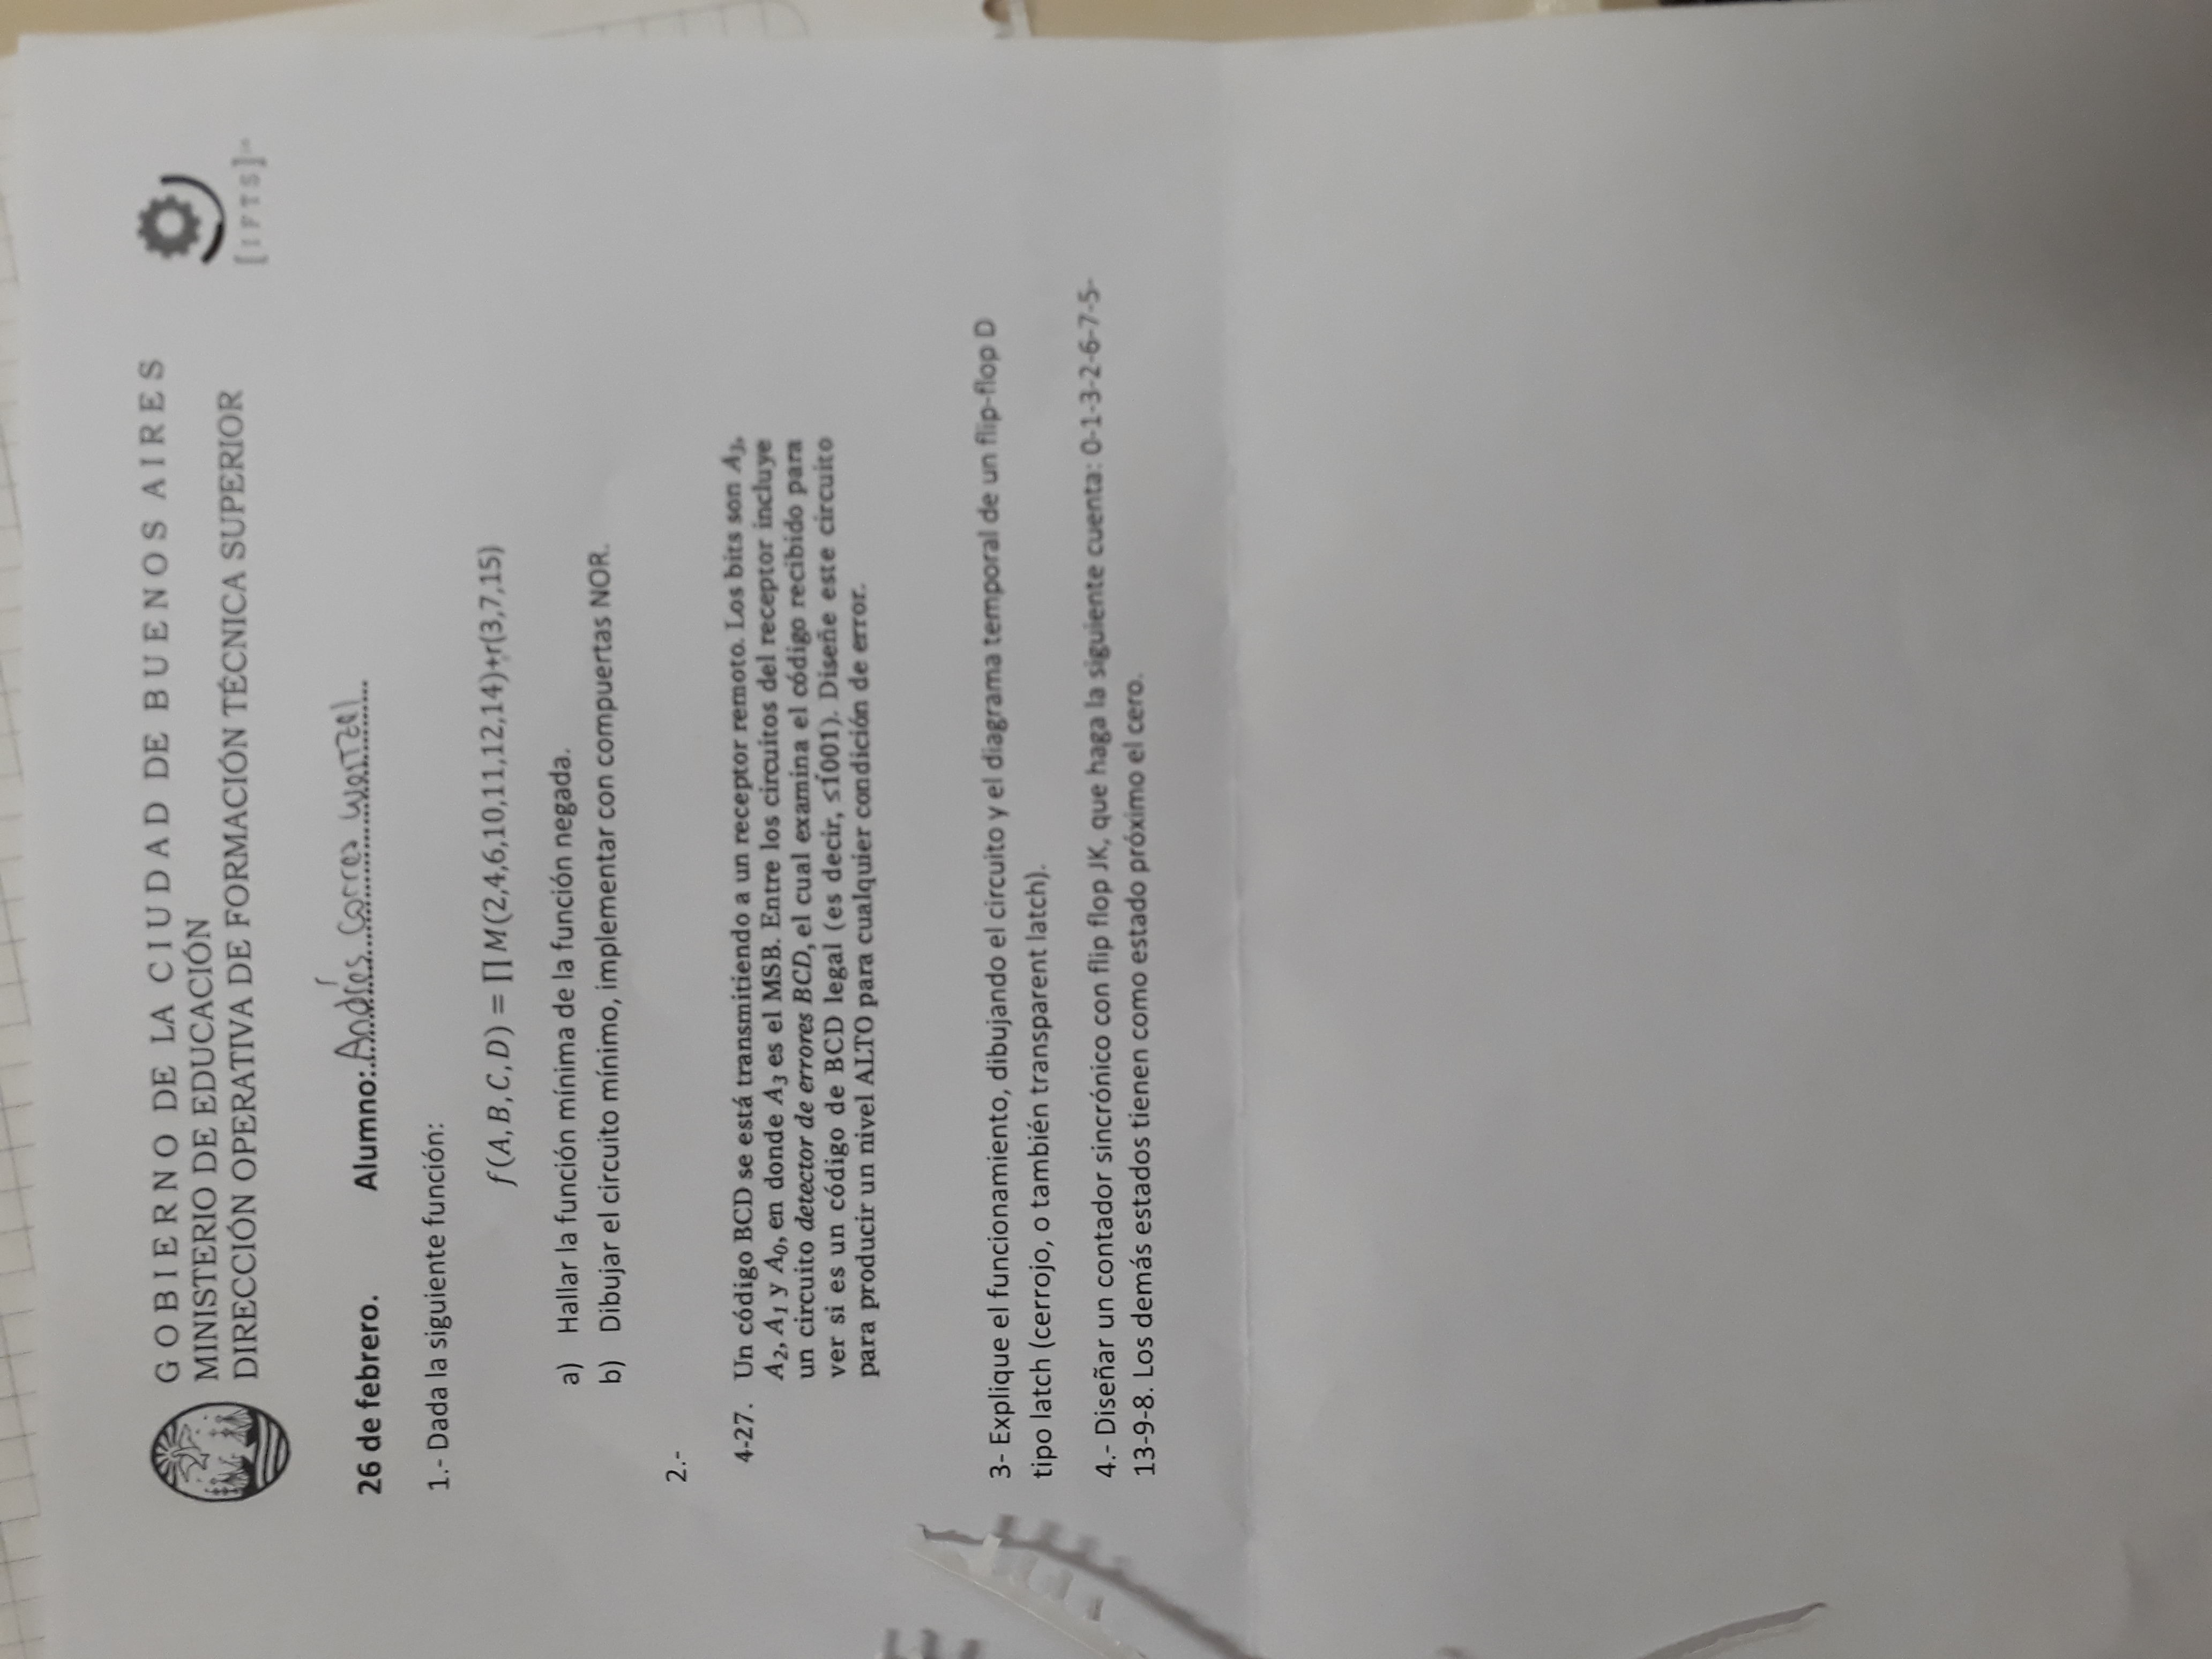 GOBIERNO DE LA CIUDAD DE BUENOS AIRES
MINISTERIO DE EDUCACIÓN
DIRECCIÓN OPERATIVA DE FORMACIÓN TÉCNICA SUPERIOR
[IFTS]
26 de febrero. Alumno: Andrés Correa
1.- Dada la siguiente función:
f(A,B,C,D) = ∏ M(2,4,6,10,11,12,14)+r(3,7,15)
a) Hallar la función mínima de la función negada.
b) Dibujar el circuito mínimo, implementar con compuertas NOR.
2.-
4-27. Un código BCD se está transmitiendo a un receptor remoto. Los bits son A₃,
A₂, A₁ y A₀, en donde A₃ es el MSB. Entre los circuitos del receptor incluye
un circuito detector de errores BCD, el cual examina el código recibido para
ver si es un código de BCD legal (es decir, ≤1001). Diseñe este circuito
para producir un nivel ALTO para cualquier condición de error.
3- Explique el funcionamiento, dibujando el circuito y el diagrama temporal de un flip-flop D
tipo latch (cerrojo, o también transparent latch).
4.- Diseñar un contador sincrónico con flip flop JK, que haga la siguiente cuenta: 0-1-3-2-6-7-5-
13-9-8. Los demás estados tienen como estado próximo el cero.